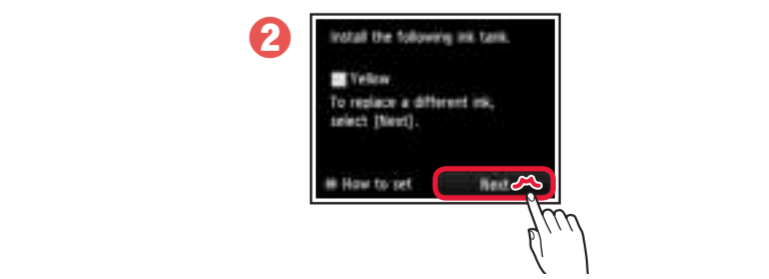 2
Install the following ink tank.
Yellow
To replace a different ink,
select [Next].
How to set
Next